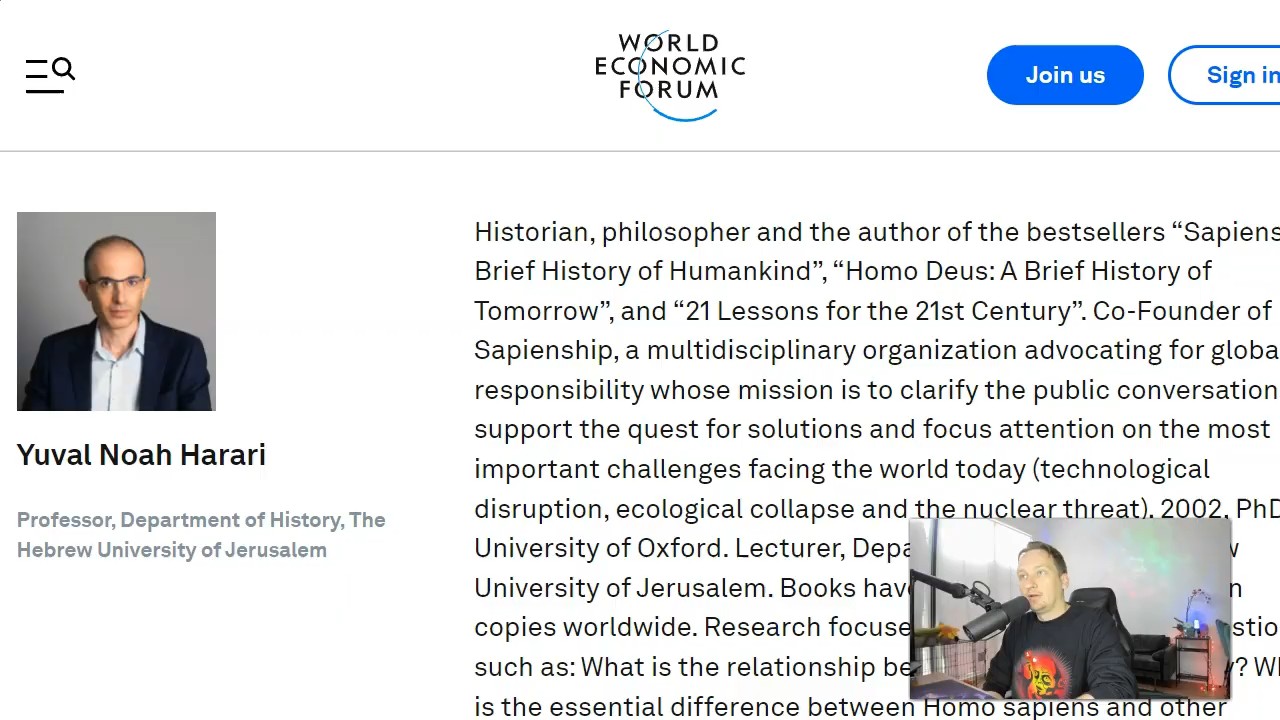 WORLD
ECONOMIC
FORUM
Join us
Sign in
Yuval Noah Harari
Professor, Department of History, The
Hebrew University of Jerusalem
Historian, philosopher and the author of the bestsellers “Sapiens
Brief History of Humankind”, “Homo Deus: A Brief History of
Tomorrow”, and “21 Lessons for the 21st Century”. Co-Founder of
Sapienship, a multidisciplinary organization advocating for globa
responsibility whose mission is to clarify the public conversation
support the quest for solutions and focus attention on the most
important challenges facing the world today (technological
disruption, ecological collapse and the nuclear threat). 2002, PhD
University of Oxford. Lecturer, Depa
University of Jerusalem. Books hav
copies worldwide. Research focuse
such as: What is the relationship be
is the essential difference between Homo sapiens and other